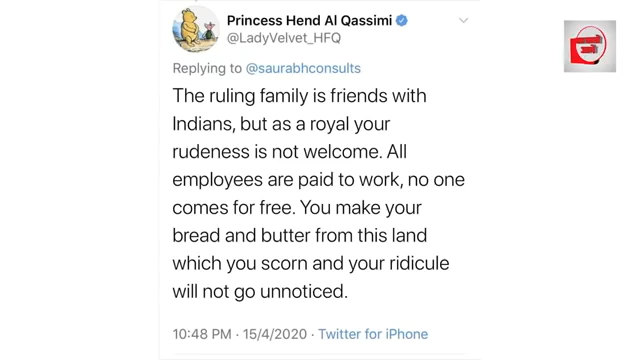 Princess Hend Al Qassimi
@LadyVelvet_HFQ
Replying to @saurabhconsults
The ruling family is friends with
Indians, but as a royal your
rudeness is not welcome. All
employees are paid to work, no one
comes for free. You make your
bread and butter from this land
which you scorn and your ridicule
will not go unnoticed.
10:48 PM · 15/4/2020 · Twitter for iPhone